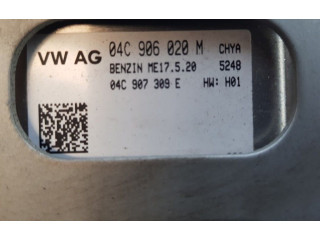 VW AG 04C 906 020 M CHYA
BENZIN ME17.5.20 5248
04C 907 309 E HW: H01